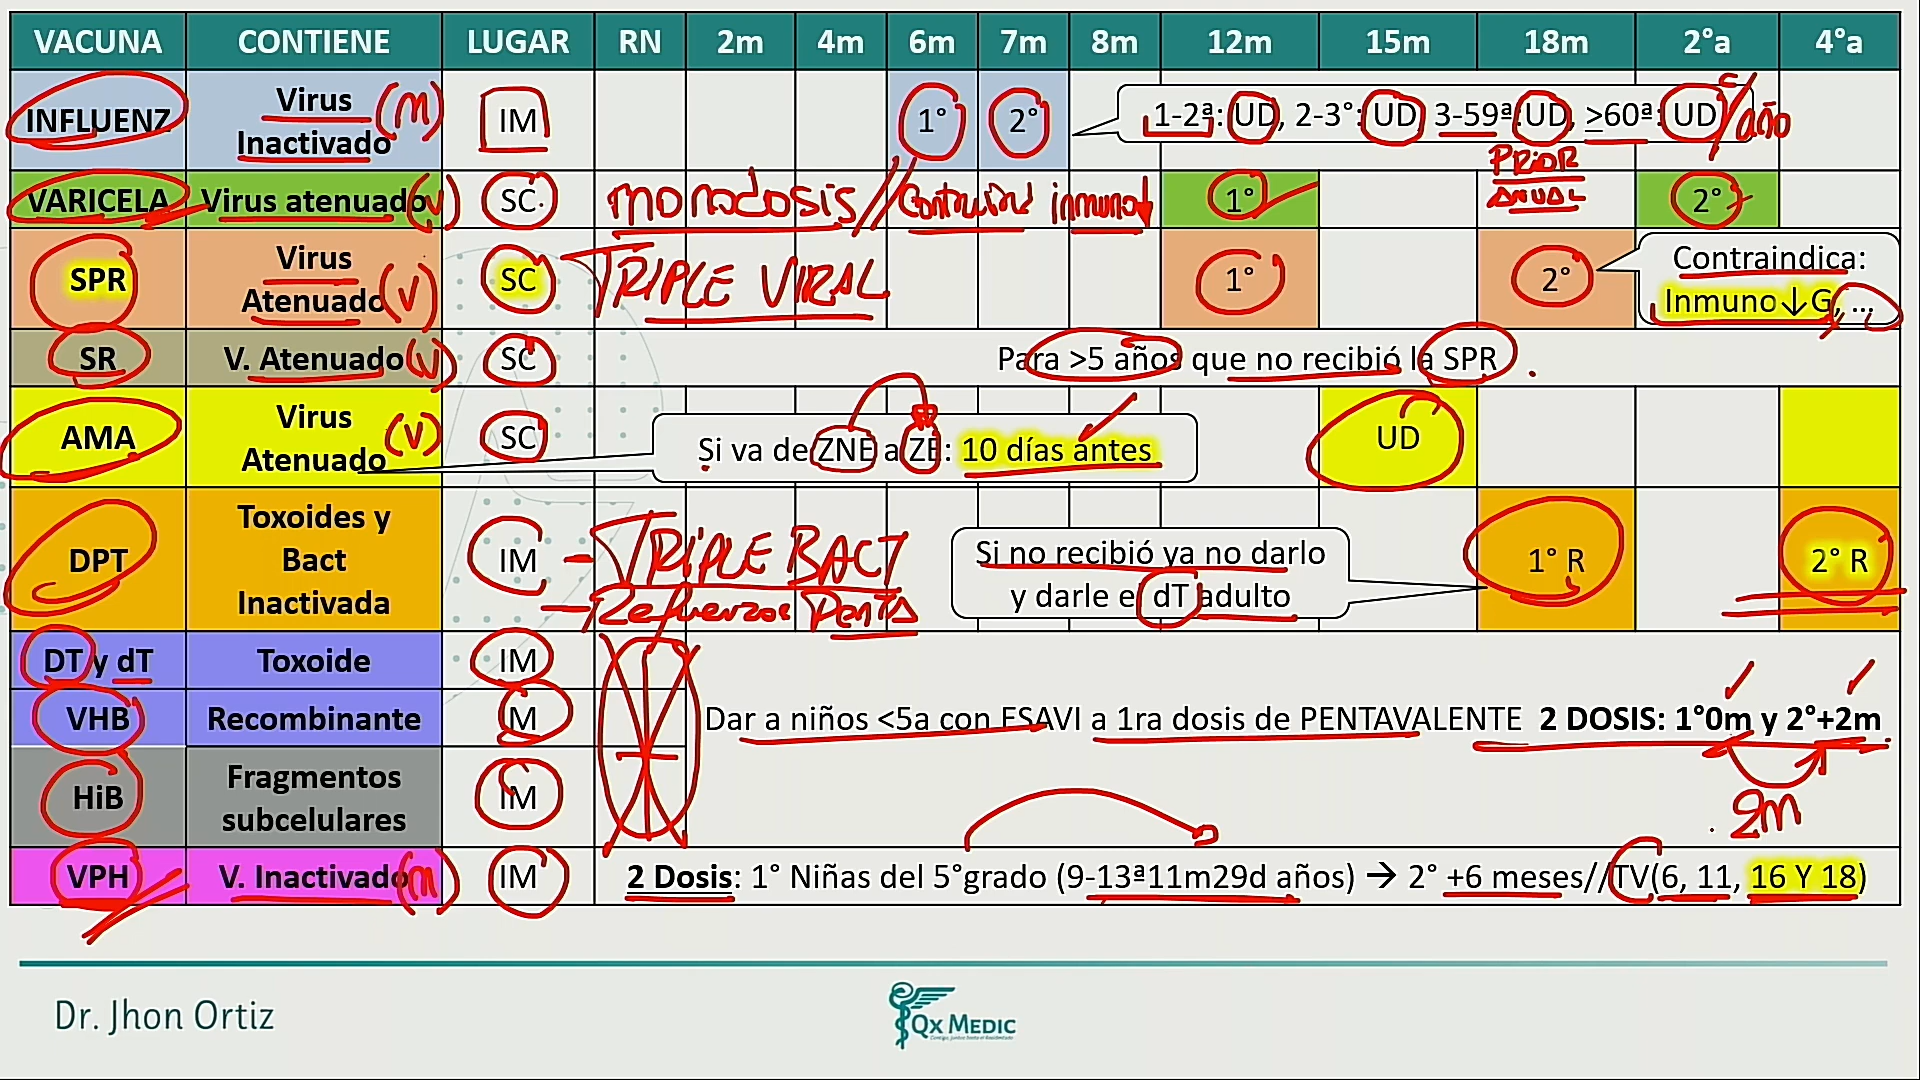 VACUNA CONTIENE LUGAR RN 2m 4m 6m 7m 8m 12m 15m 18m 2°a 4°a
INFLUENZ Virus Inactivado (m) IM 1° 2° 1-2ª: UD, 2-3°: UD, 3-59ª: UD, >60ª: UD c/año
PRIOR
ANUAL
VARICELA Virus atenuado (v) SC. monodosis // Contraind inmuno↓ 1° 2°
SPR Virus Atenuado (V) SC TRIPLE VIRAL 1° 2° Contraindica:
Inmuno↓G, ...
SR V. Atenuado (v) SC Para >5 años que no recibió la SPR
AMA Virus Atenuado (v) SC Si va de ZNE a ZE: 10 días antes UD
DPT Toxoides y Bact Inactivada IM - TRIPLE BACT
- Refuerzos Penta
Si no recibió ya no darlo
y darle el dT adulto
1° R 2° R
DT y dT Toxoide IM
VHB Recombinante IM Dar a niños <5a con ESAVI a 1ra dosis de PENTAVALENTE 2 DOSIS: 1°0m y 2°+2m
2m
HiB Fragmentos subcelulares IM
VPH V. Inactivado (m) IM 2 Dosis: 1° Niñas del 5°grado (9-13ª11m29d años) → 2° +6 meses//TV(6, 11, 16 Y 18)
Dr. Jhon Ortiz
QX MEDIC